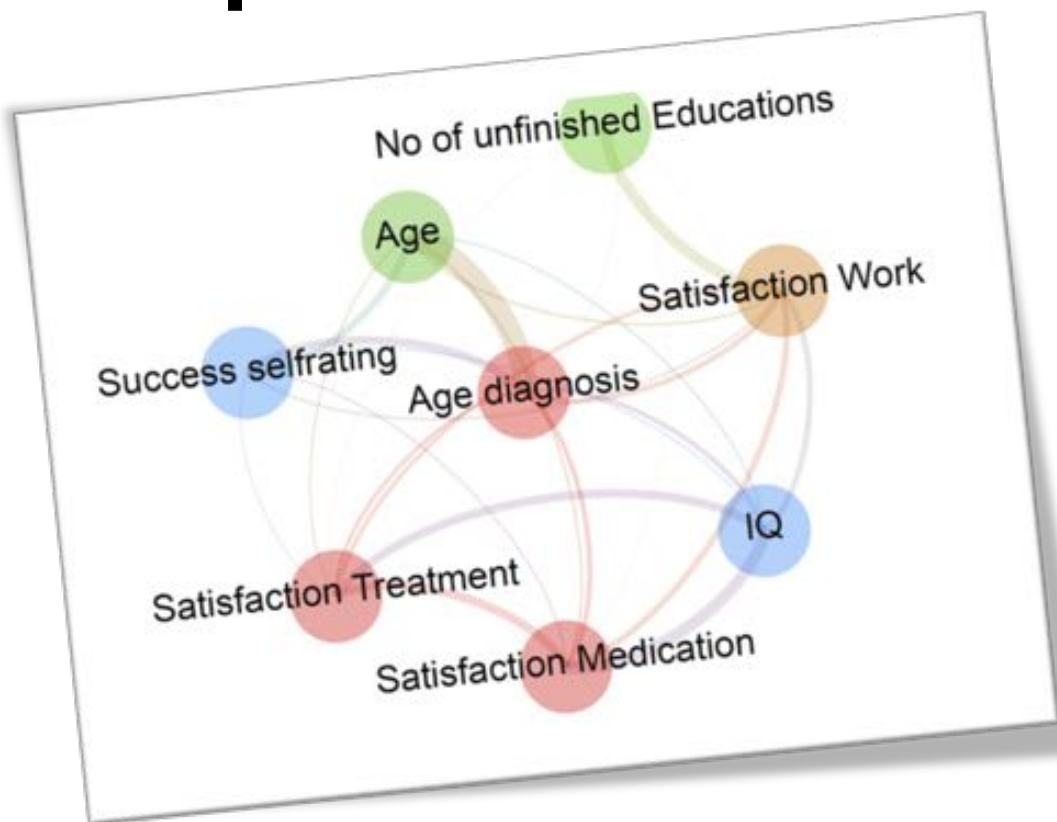 No of unfinished Educations
Age
Satisfaction Work
Success selfrating
Age diagnosis
IQ
Satisfaction Treatment
Satisfaction Medication